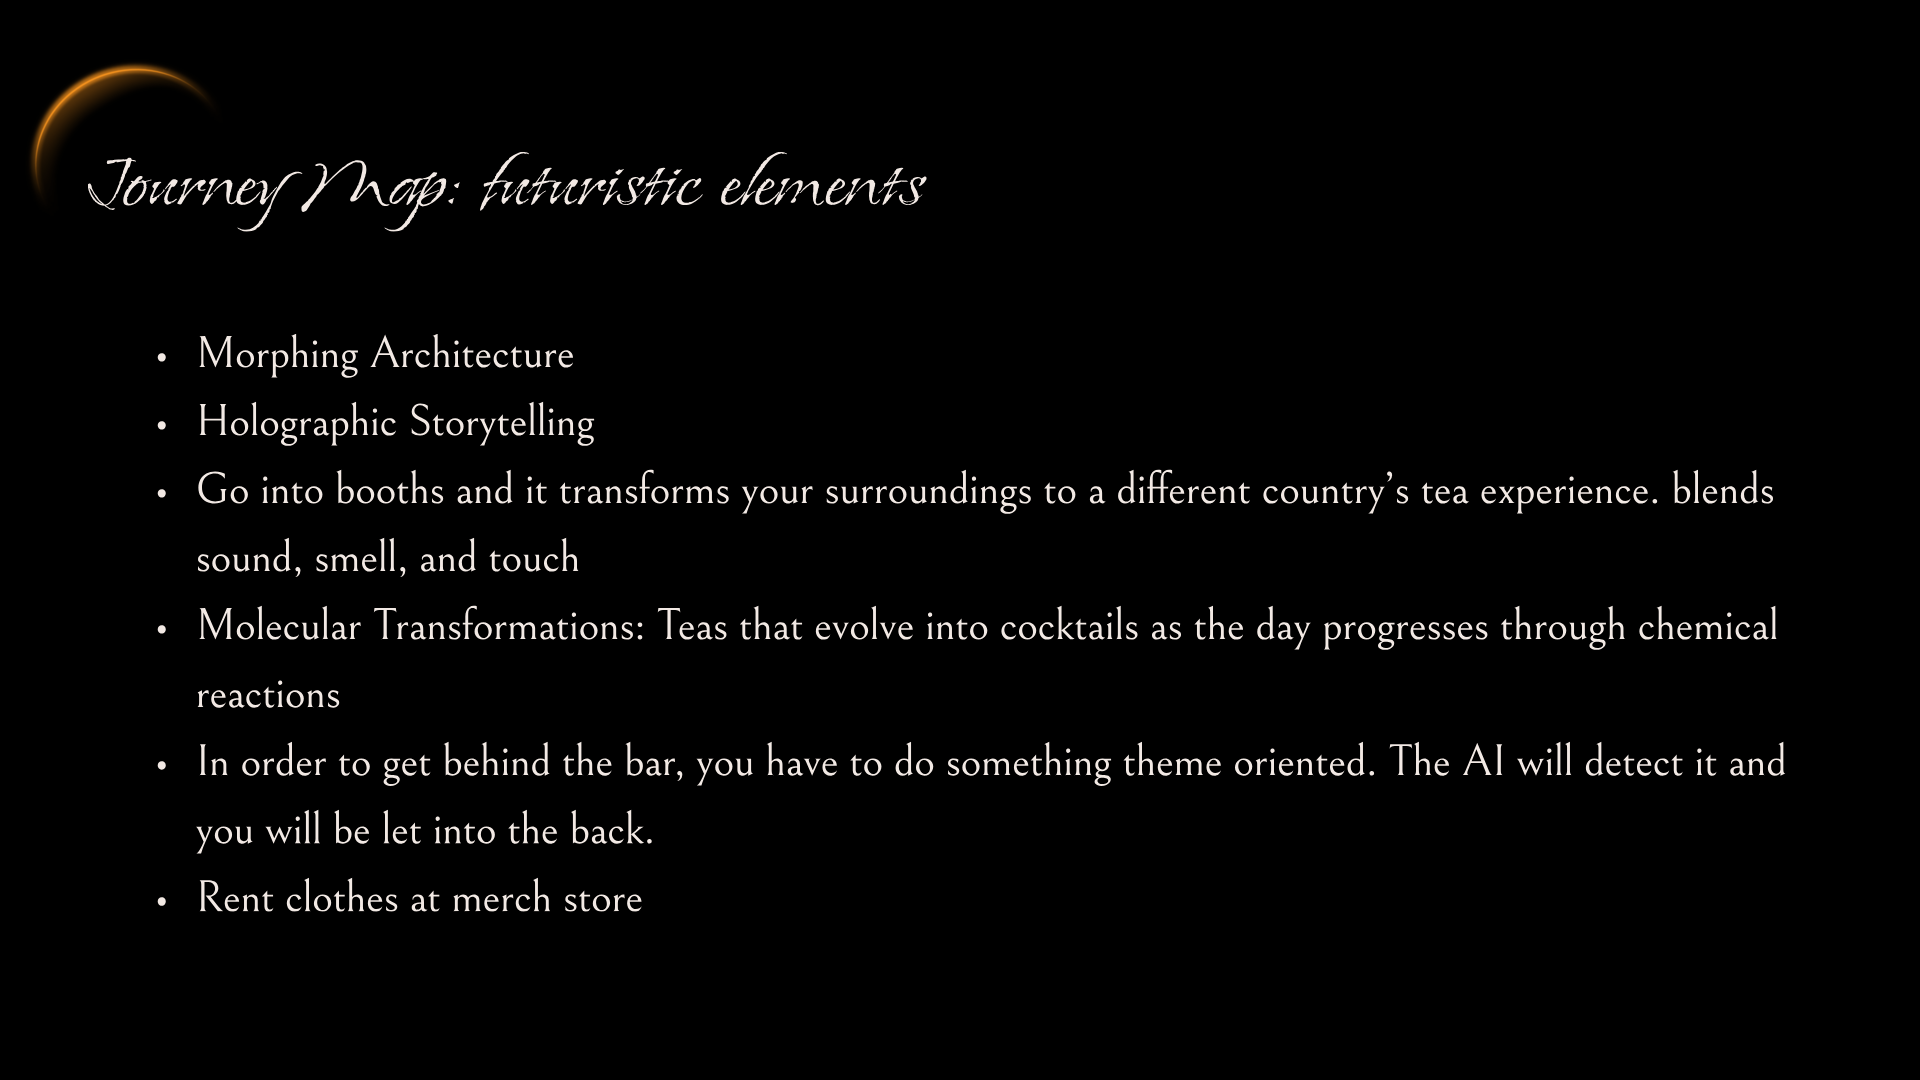 Journey Map: futuristic elements
• Morphing Architecture
• Holographic Storytelling
• Go into booths and it transforms your surroundings to a different country’s tea experience. blends
sound, smell, and touch
• Molecular Transformations: Teas that evolve into cocktails as the day progresses through chemical
reactions
• In order to get behind the bar, you have to do something theme oriented. The AI will detect it and
you will be let into the back.
• Rent clothes at merch store